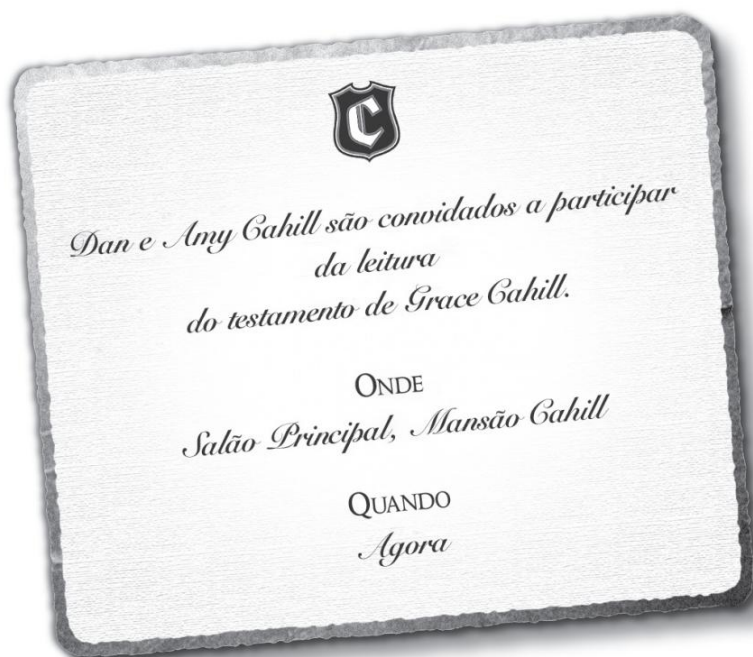 C
Dan e Amy Cahill são convidados a participar
da leitura
do testamento de Grace Cahill.
ONDE
Salão Principal, Mansão Cahill
QUANDO
Agora